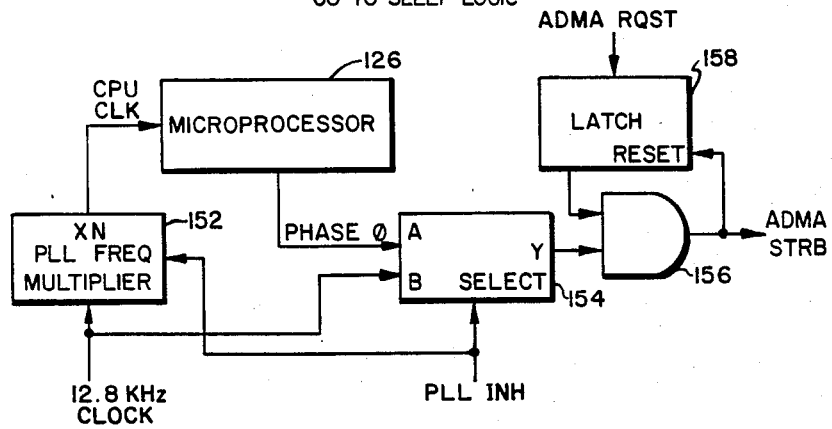 ADMA RQST
126
158
CPU
CLK
MICROPROCESSOR
LATCH
RESET
XN
PLL FREQ
MULTIPLIER
152
PHASE Ø
A
B
Y
SELECT
154
156
ADMA
STRB
12.8 KHz
CLOCK
PLL INH